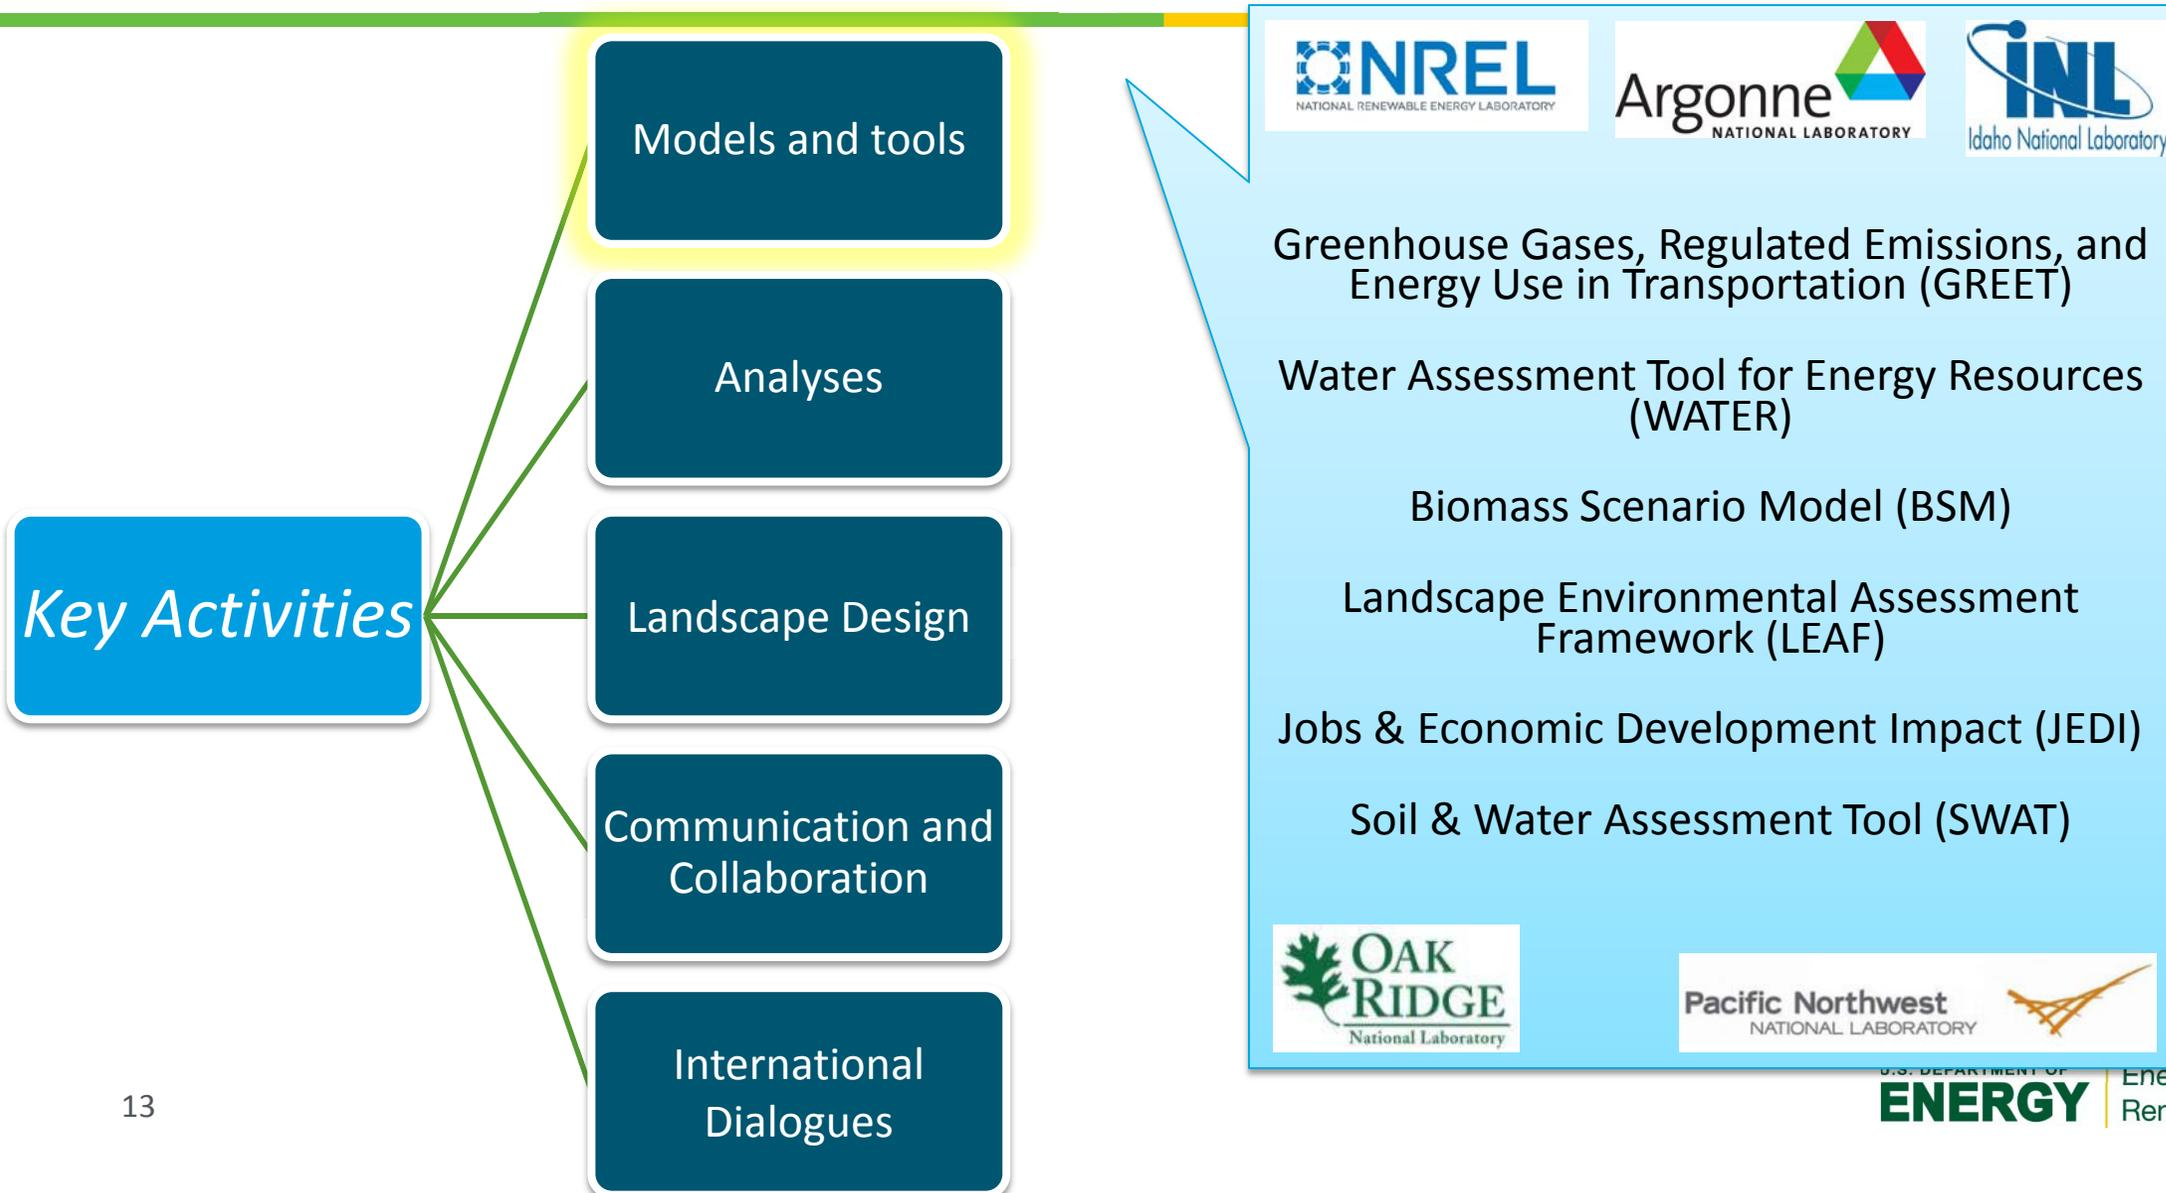 Models and tools
Analyses
Key Activities
Landscape Design
Communication and
Collaboration
International
Dialogues
NREL
NATIONAL RENEWABLE ENERGY LABORATORY
Argonne
NATIONAL LABORATORY
INL
Idaho National Laboratory
Greenhouse Gases, Regulated Emissions, and
Energy Use in Transportation (GREET)
Water Assessment Tool for Energy Resources
(WATER)
Biomass Scenario Model (BSM)
Landscape Environmental Assessment
Framework (LEAF)
Jobs & Economic Development Impact (JEDI)
Soil & Water Assessment Tool (SWAT)
OAK
RIDGE
National Laboratory
Pacific Northwest
NATIONAL LABORATORY
13
U.S. DEPARTMENT OF
ENERGY